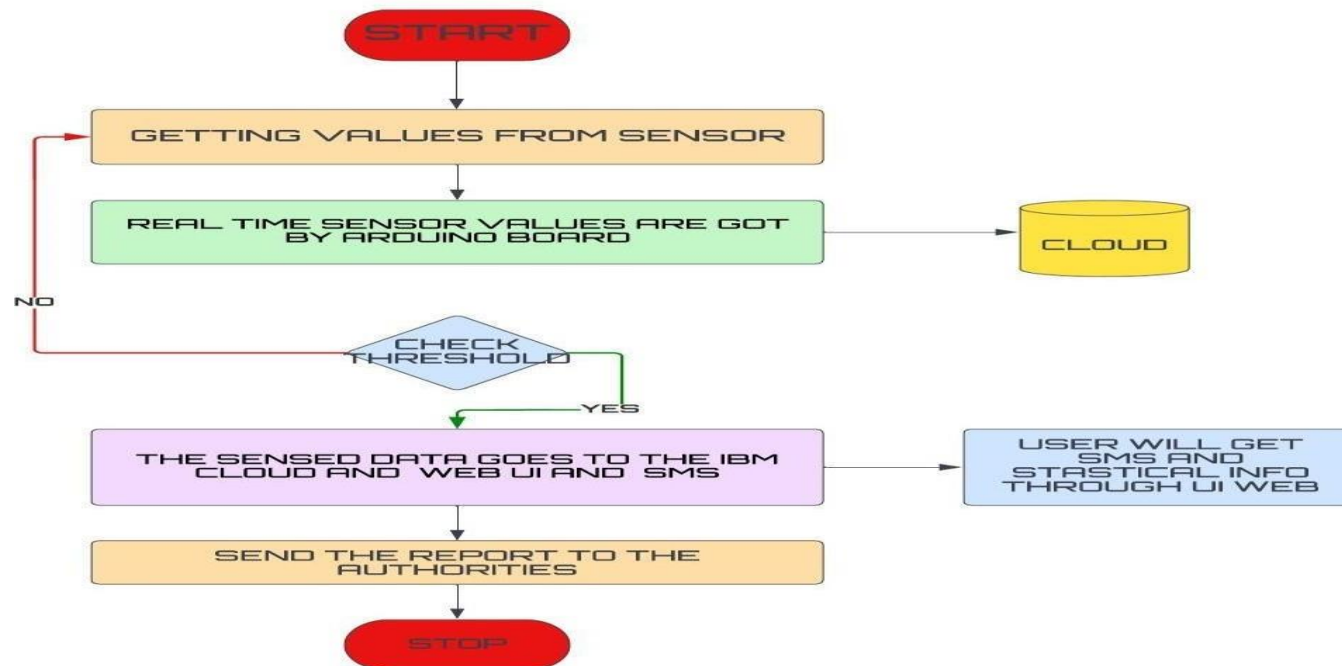 START
GETTING VALUES FROM SENSOR
REAL TIME SENSOR VALUES ARE GOT
BY ARDUINO BOARD
CLOUD
NO
CHECK
THRESHOLD
YES
THE SENSED DATA GOES TO THE IBM
CLOUD AND WEB UI AND SMS
USER WILL GET
SMS AND
STASTICAL INFO
THROUGH UI WEB
SEND THE REPORT TO THE
AUTHORITIES
STOP